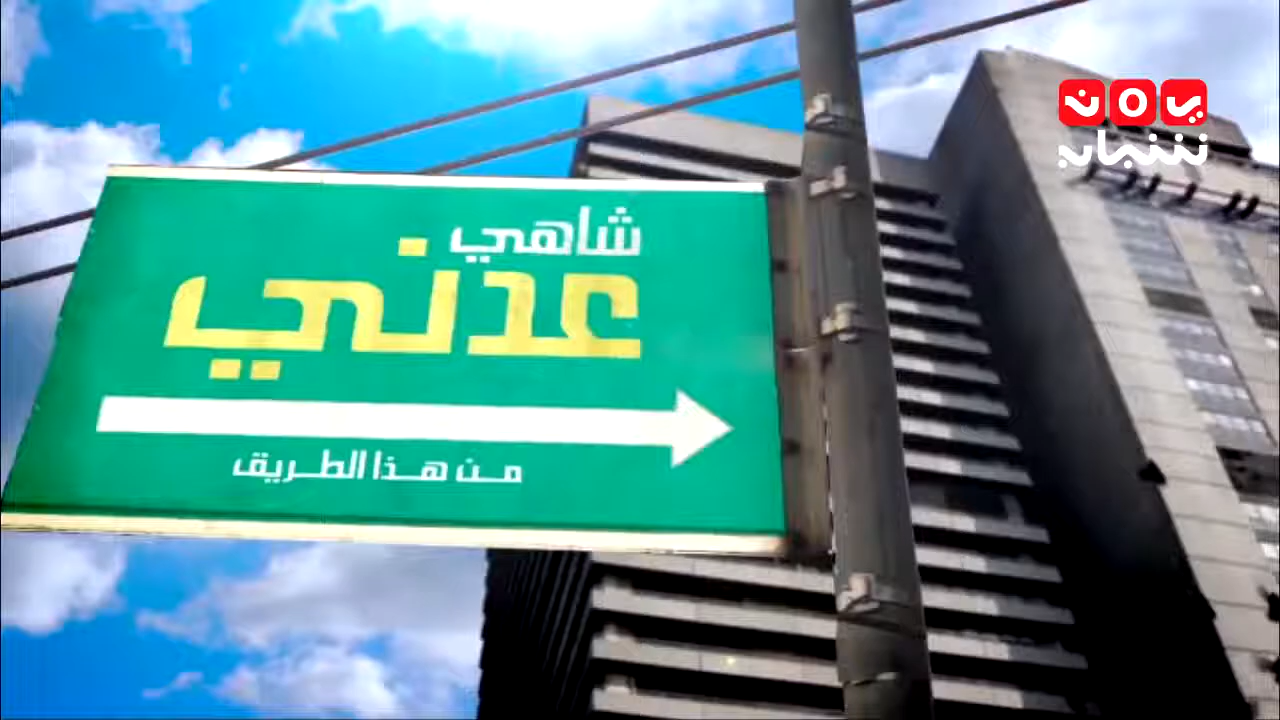 شاهي
عدني
من هذا الطريق
يمن
شباب